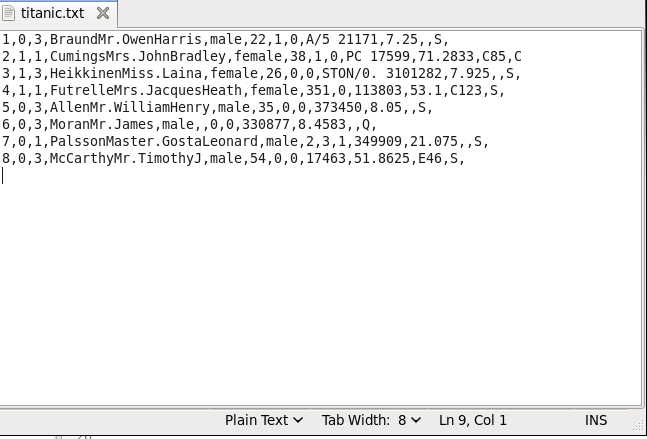 titanic.txt
1,0,3,BraundMr.OwenHarris,male,22,1,0,A/5 21171,7.25,,S,
2,1,1,CumingsMrs.JohnBradley,female,38,1,0,PC 17599,71.2833,C85,C
3,1,3,HeikkinenMiss.Laina,female,26,0,0,STON/0. 3101282,7.925,,S,
4,1,1,FutrelleMrs.JacquesHeath,female,351,0,113803,53.1,C123,S,
5,0,3,AllenMr.WilliamHenry,male,35,0,0,373450,8.05,,S,
6,0,3,MoranMr.James,male,,0,0,330877,8.4583,,Q,
7,0,1,PalssonMaster.GostaLeonard,male,2,3,1,349909,21.075,,S,
8,0,3,McCarthyMr.TimothyJ,male,54,0,0,17463,51.8625,E46,S,
Plain Text Tab Width: 8 Ln 9, Col 1 INS